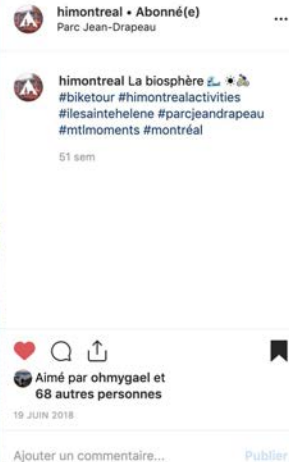 himontreal • Abonné(e)
Parc Jean-Drapeau
himontreal La biosphère 🌊 ☀🚴
#biketour #himontrealactivities
#ilesaintehelene #parcjeandrapeau
#mtlmoments #montréal
51 sem
Aimé par ohmygael et
68 autres personnes
19 JUIN 2018
Ajouter un commentaire...
Publier